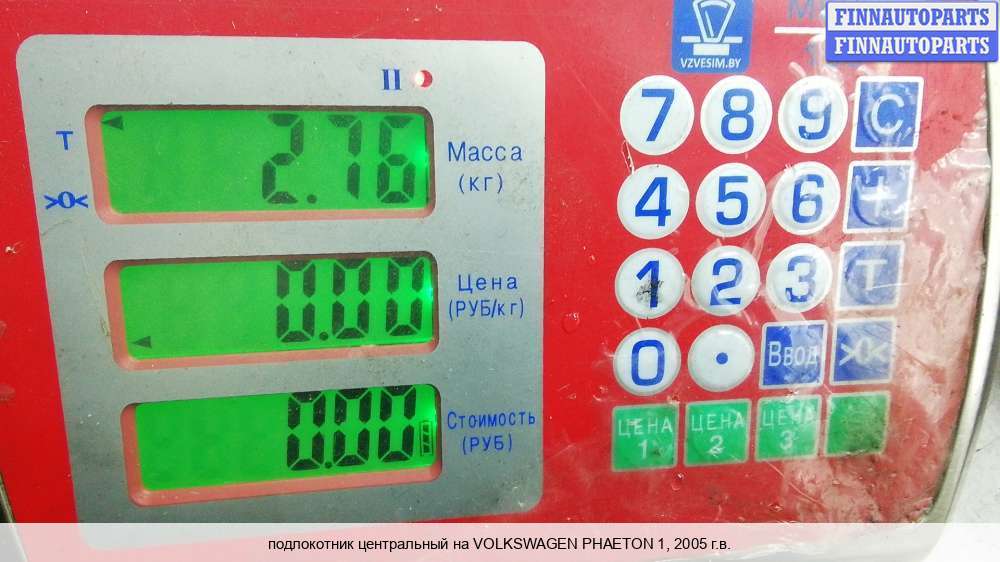 FINNAUTOPARTS
FINNAUTOPARTS
VZVESIM.BY
II
T
>0<
2.76
Масса
(кг)
0.00
Цена
(РУБ/кг)
0.00
Стоимость
(РУБ)
7 8 9 C
4 5 6 +
1 2 3 T
0 . Ввод >0<
ЦЕНА 1 ЦЕНА 2 ЦЕНА 3
подлокотник центральный на VOLKSWAGEN PHAETON 1, 2005 г.в.